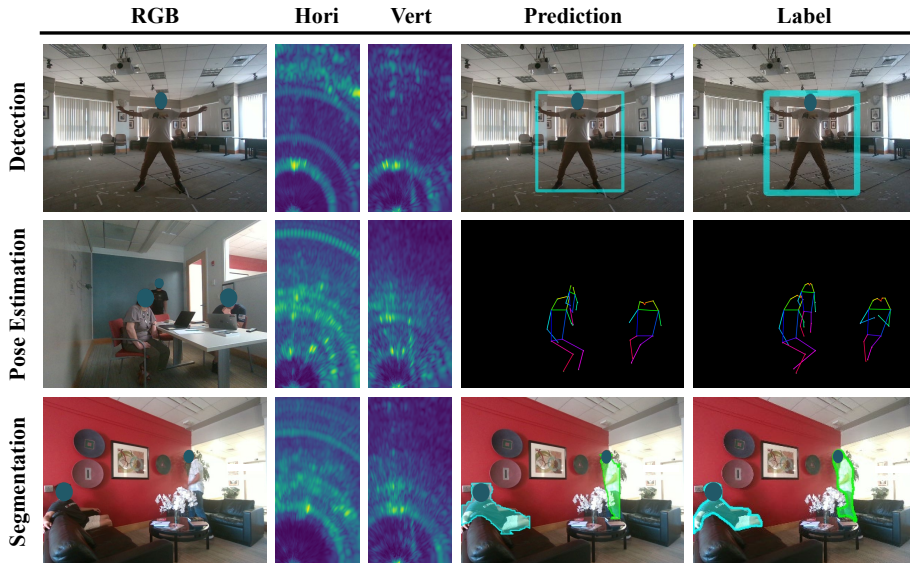 RGB Hori Vert Prediction Label
Detection
Pose Estimation
Segmentation